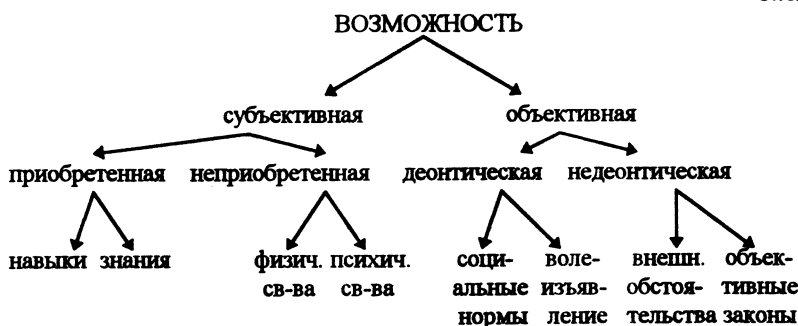 ВОЗМОЖНОСТЬ
субъективная объективная
приобретенная неприобретенная деонтическая недеонтическая
навыки знания физич. психич. соци- воле- внешн. объек-
св-ва св-ва альные изъяв- обстоя- тивные
нормы ление тельства законы